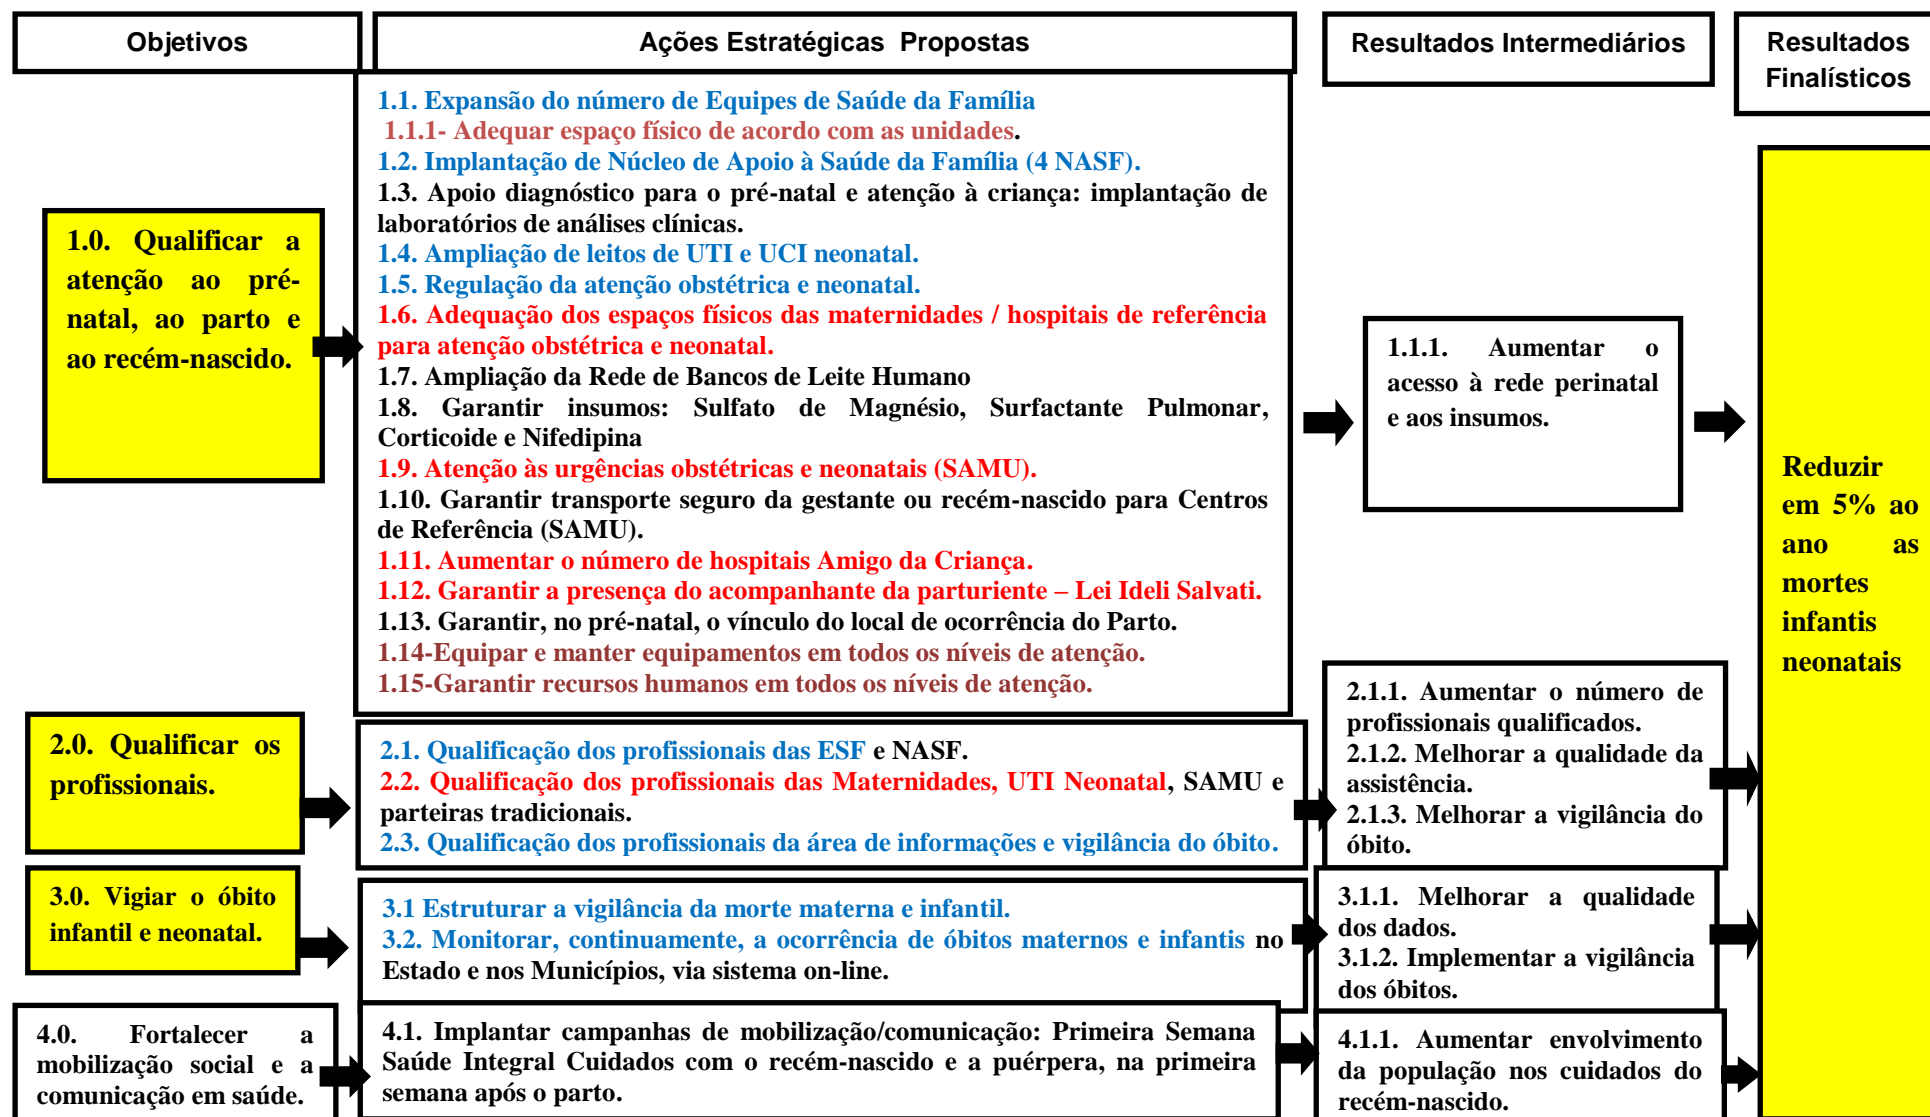 Objetivos
Ações Estratégicas Propostas
Resultados Intermediários
Resultados
Finalísticos
1.0. Qualificar a
atenção ao pré-
natal, ao parto e
ao recém-nascido.
1.1. Expansão do número de Equipes de Saúde da Família
1.1.1- Adequar espaço físico de acordo com as unidades.
1.2. Implantação de Núcleo de Apoio à Saúde da Família (4 NASF).
1.3. Apoio diagnóstico para o pré-natal e atenção à criança: implantação de
laboratórios de análises clínicas.
1.4. Ampliação de leitos de UTI e UCI neonatal.
1.5. Regulação da atenção obstétrica e neonatal.
1.6. Adequação dos espaços físicos das maternidades / hospitais de referência
para atenção obstétrica e neonatal.
1.7. Ampliação da Rede de Bancos de Leite Humano
1.8. Garantir insumos: Sulfato de Magnésio, Surfactante Pulmonar,
Corticoide e Nifedipina
1.9. Atenção às urgências obstétricas e neonatais (SAMU).
1.10. Garantir transporte seguro da gestante ou recém-nascido para Centros
de Referência (SAMU).
1.11. Aumentar o número de hospitais Amigo da Criança.
1.12. Garantir a presença do acompanhante da parturiente – Lei Ideli Salvati.
1.13. Garantir, no pré-natal, o vínculo do local de ocorrência do Parto.
1.14-Equipar e manter equipamentos em todos os níveis de atenção.
1.15-Garantir recursos humanos em todos os níveis de atenção.
1.1.1. Aumentar o
acesso à rede perinatal
e aos insumos.
Reduzir
em 5% ao
ano as
mortes
infantis
neonatais
2.0. Qualificar os
profissionais.
2.1. Qualificação dos profissionais das ESF e NASF.
2.2. Qualificação dos profissionais das Maternidades, UTI Neonatal, SAMU e
parteiras tradicionais.
2.3. Qualificação dos profissionais da área de informações e vigilância do óbito.
2.1.1. Aumentar o número de
profissionais qualificados.
2.1.2. Melhorar a qualidade da
assistência.
2.1.3. Melhorar a vigilância do
óbito.
3.0. Vigiar o óbito
infantil e neonatal.
3.1 Estruturar a vigilância da morte materna e infantil.
3.2. Monitorar, continuamente, a ocorrência de óbitos maternos e infantis no
Estado e nos Municípios, via sistema on-line.
3.1.1. Melhorar a qualidade
dos dados.
3.1.2. Implementar a vigilância
dos óbitos.
4.0. Fortalecer a
mobilização social e a
comunicação em saúde.
4.1. Implantar campanhas de mobilização/comunicação: Primeira Semana
Saúde Integral Cuidados com o recém-nascido e a puérpera, na primeira
semana após o parto.
4.1.1. Aumentar envolvimento
da população nos cuidados do
recém-nascido.